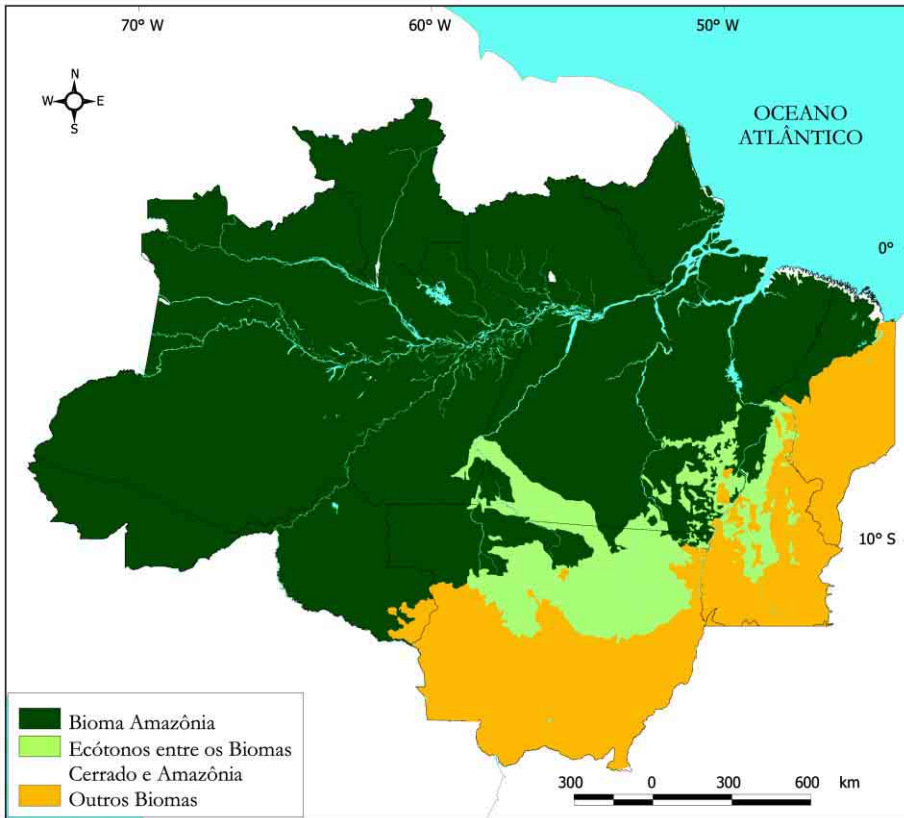 70° W 60° W 50° W
N
W E
S
OCEANO
ATLÂNTICO
0°
10° S
Bioma Amazônia
Ecótonos entre os Biomas
Cerrado e Amazônia
Outros Biomas
300 0 300 600 km